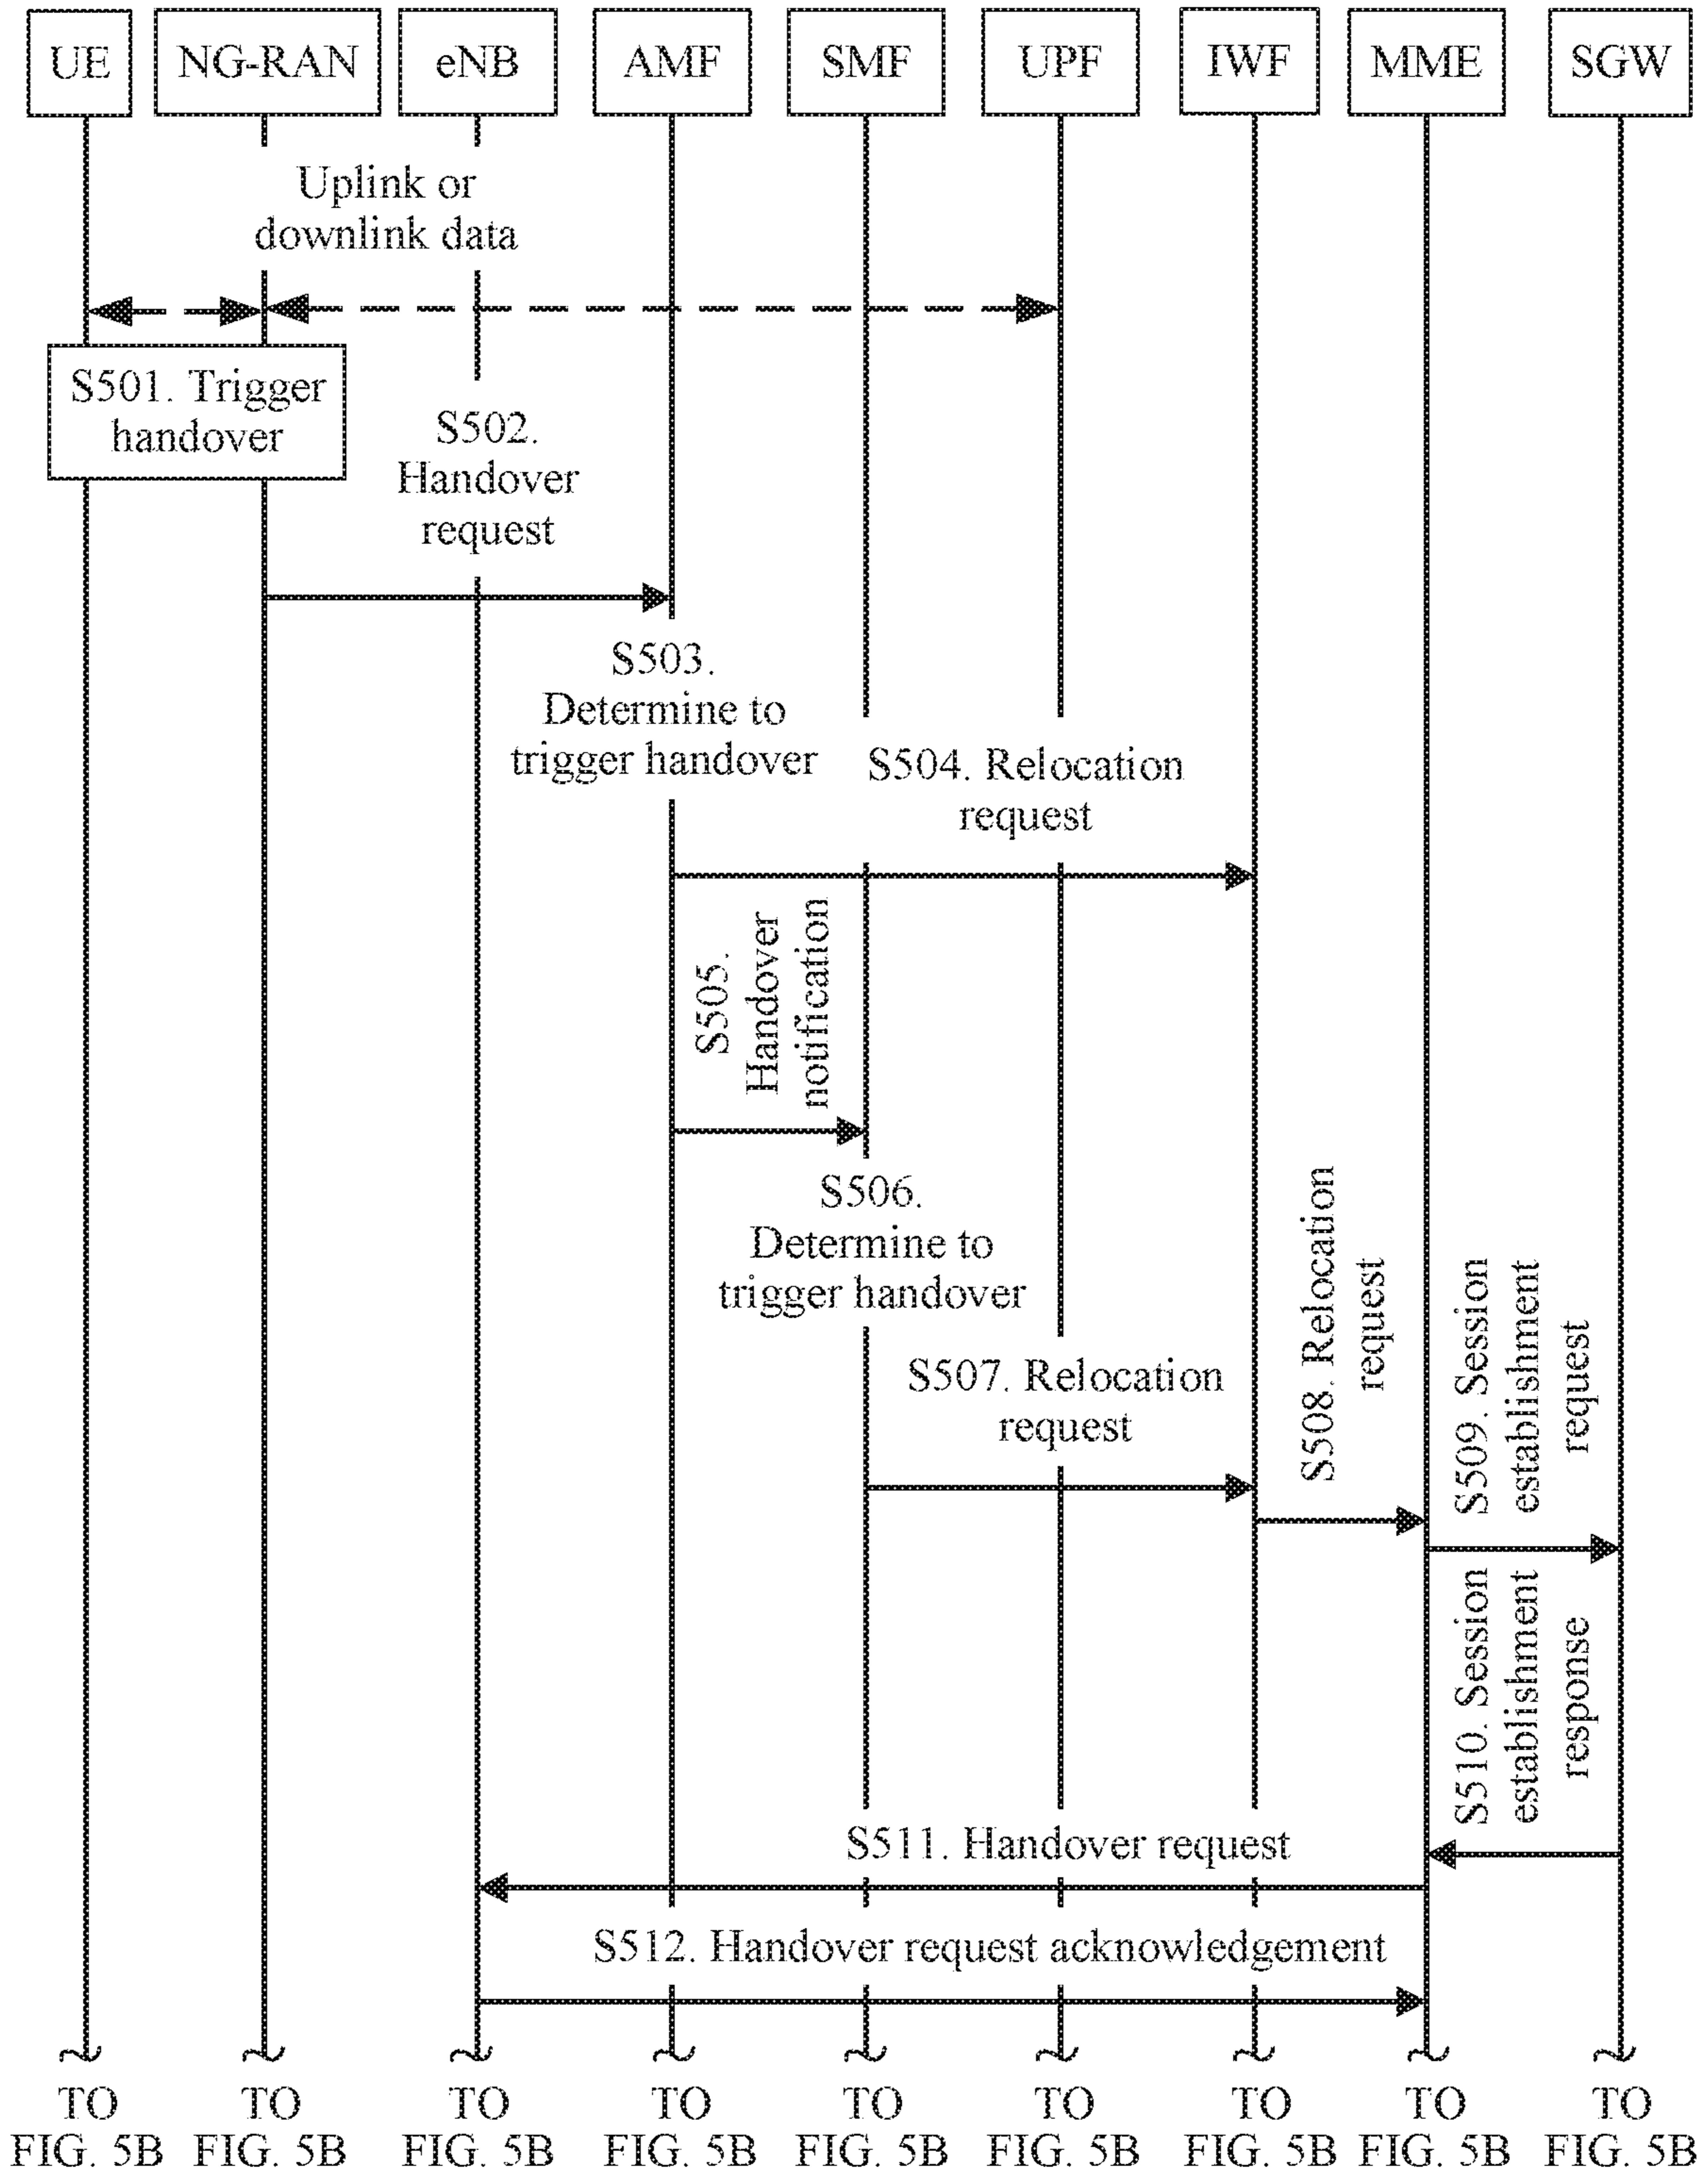 UE
NG-RAN
eNB
AMF
SMF
UPF
IWF
MME
SGW
Uplink or
downlink data
S501. Trigger
handover
S502.
Handover
request
S503.
Determine to
trigger handover
S504. Relocation
request
S505.
Handover
notification
S506.
Determine to
trigger handover
S507. Relocation
request
S508. Relocation
request
S509. Session
establishment
request
S510. Session
establishment
response
S511. Handover request
S512. Handover request acknowledgement
TO
FIG. 5B
TO
FIG. 5B
TO
FIG. 5B
TO
FIG. 5B
TO
FIG. 5B
TO
FIG. 5B
TO
FIG. 5B
TO
FIG. 5B
TO
FIG. 5B